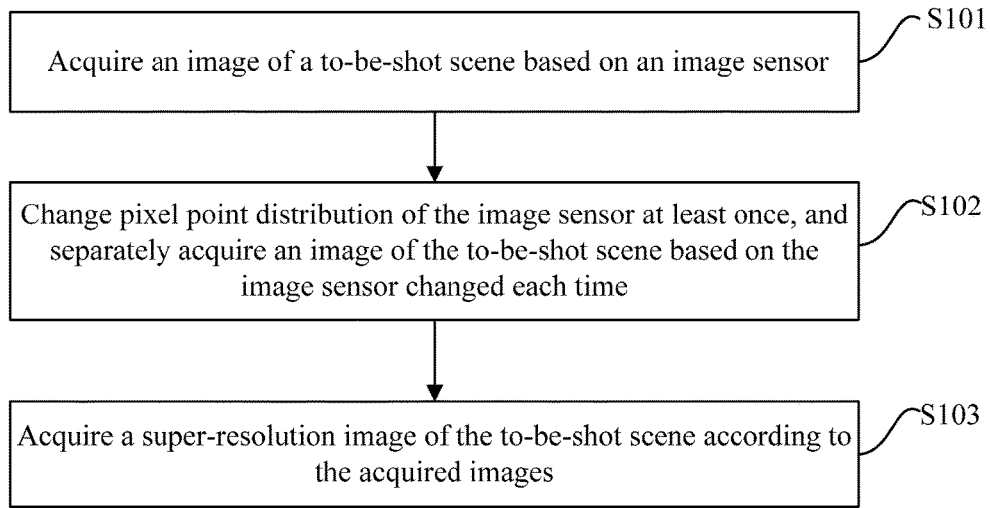 S101
Acquire an image of a to-be-shot scene based on an image sensor
S102
Change pixel point distribution of the image sensor at least once, and
separately acquire an image of the to-be-shot scene based on the
image sensor changed each time
S103
Acquire a super-resolution image of the to-be-shot scene according to
the acquired images